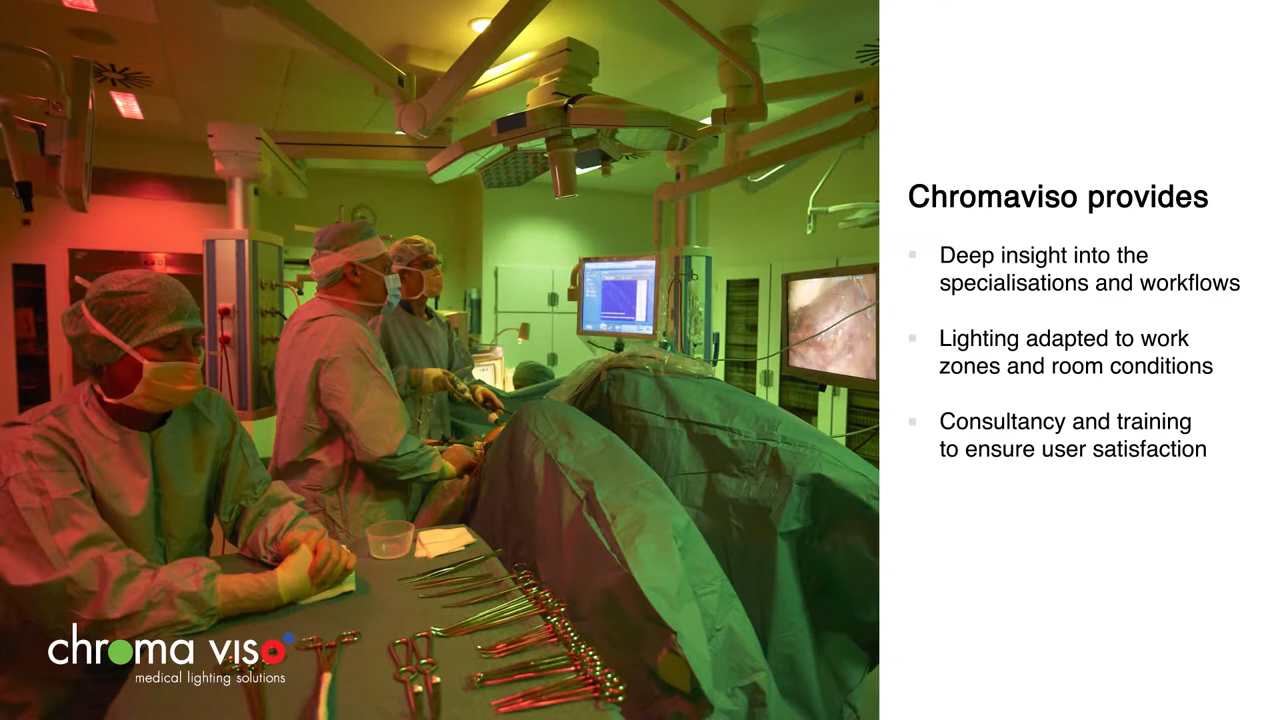 Chromaviso provides
Deep insight into the
specialisations and workflows
Lighting adapted to work
zones and room conditions
Consultancy and training
to ensure user satisfaction
chroma viso
medical lighting solutions